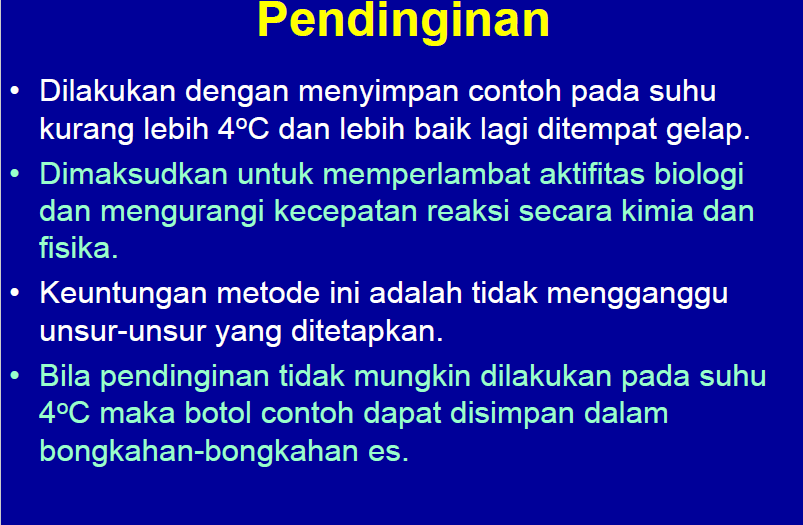 Pendinginan
• Dilakukan dengan menyimpan contoh pada suhu
kurang lebih 4°C dan lebih baik lagi ditempat gelap.
• Dimaksudkan untuk memperlambat aktifitas biologi
dan mengurangi kecepatan reaksi secara kimia dan
fisika.
• Keuntungan metode ini adalah tidak mengganggu
unsur-unsur yang ditetapkan.
• Bila pendinginan tidak mungkin dilakukan pada suhu
4°C maka botol contoh dapat disimpan dalam
bongkahan-bongkahan es.